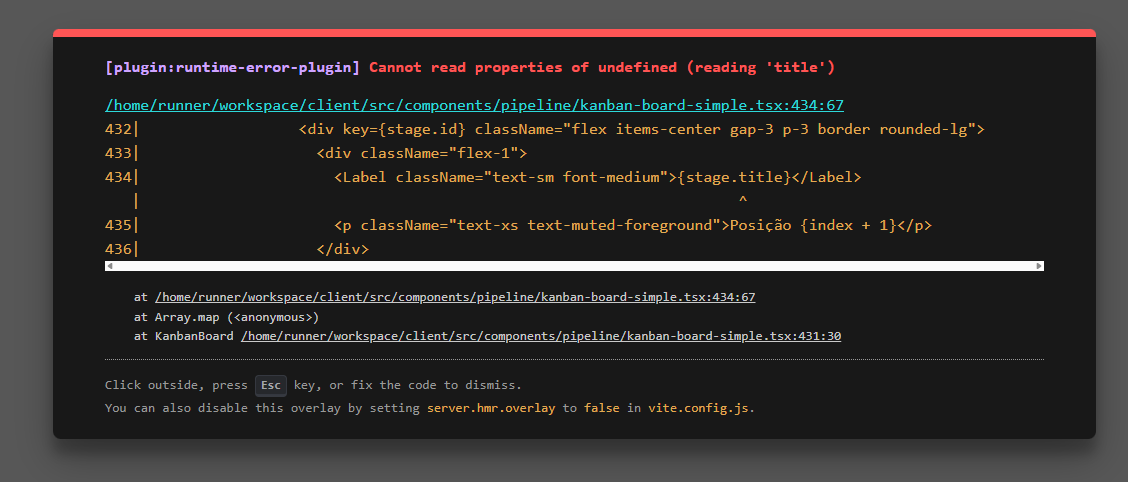 [plugin:runtime-error-plugin] Cannot read properties of undefined (reading 'title')
/home/runner/workspace/client/src/components/pipeline/kanban-board-simple.tsx:434:67
432|                  <div key={stage.id} className="flex items-center gap-3 p-3 border rounded-lg">
433|                    <div className="flex-1">
434|                      <Label className="text-sm font-medium">{stage.title}</Label>
   |                                                                     ^
435|                      <p className="text-xs text-muted-foreground">Posição {index + 1}</p>
436|                    </div>
at /home/runner/workspace/client/src/components/pipeline/kanban-board-simple.tsx:434:67
at Array.map (<anonymous>)
at KanbanBoard /home/runner/workspace/client/src/components/pipeline/kanban-board-simple.tsx:431:30
Click outside, press Esc key, or fix the code to dismiss.
You can also disable this overlay by setting server.hmr.overlay to false in vite.config.js.